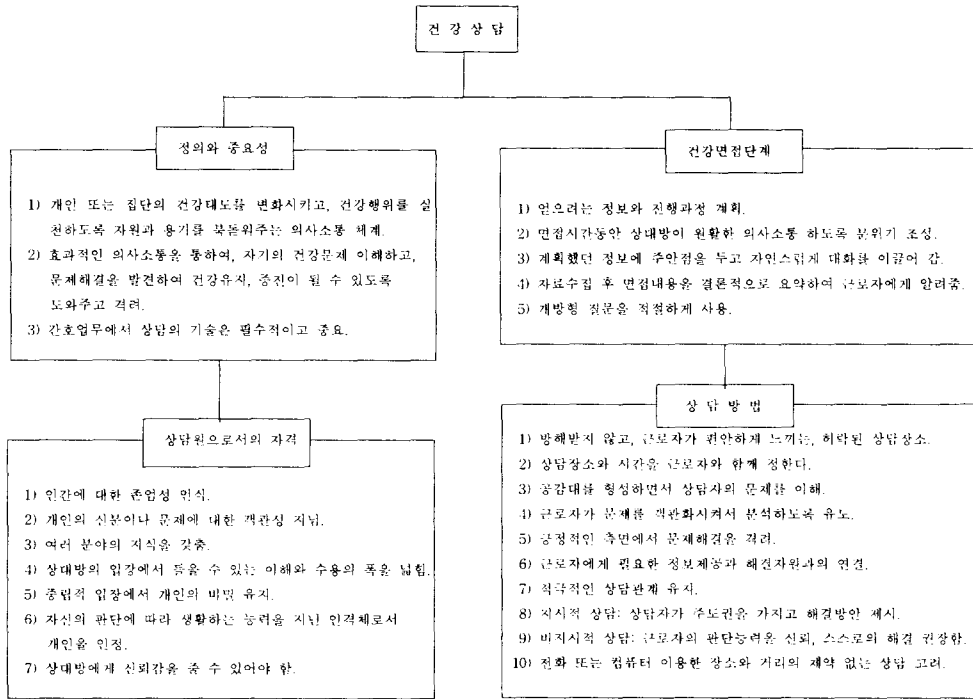 건 강 상 담
정의와 중요성
1) 개인 또는 집단의 건강태도를 변화시키고, 건강행위를 실
천하도록 자원과 용기를 북돋워주는 의사소통 체계.
2) 효과적인 의사소통을 통하여, 자기의 건강문제 이해하고,
문제해결을 발견하여 건강유지, 증진이 될 수 있도록
도와주고 격려.
3) 간호업무에서 상담의 기술은 필수적이고 중요.
건강면접단계
1) 얻으려는 정보와 진행과정 계획.
2) 면접시간동안 상대방이 원활한 의사소통 하도록 분위기 조성.
3) 계획했던 정보에 주안점을 두고 자연스럽게 대화를 이끌어 감.
4) 자료수집 후 면접내용을 결론적으로 요약하여 근로자에게 알려줌.
5) 개방형 질문을 적절하게 사용.
상담원으로서의 자격
1) 인간에 대한 존엄성 인식.
2) 개인의 신분이나 문제에 대한 객관성 지님.
3) 여러 분야의 지식을 갖춤.
4) 상대방의 입장에서 들을 수 있는 이해와 수용의 폭을 넓힘.
5) 중립적 입장에서 개인의 비밀 유지.
6) 자신의 판단에 따라 생활하는 능력을 지닌 인격체로서
개인을 인정.
7) 상대방에게 신뢰감을 줄 수 있어야 함.
상 담 방 법
1) 방해받지 않고, 근로자가 편안하게 느끼는, 허락된 상담장소.
2) 상담장소와 시간을 근로자와 함께 정한다.
3) 공감대를 형성하면서 상담자의 문제를 이해.
4) 근로자가 문제를 객관화시켜서 분석하도록 유도.
5) 긍정적인 측면에서 문제해결을 격려.
6) 근로자에게 필요한 정보제공과 해결자원과의 연결.
7) 적극적인 상담관계 유지.
8) 지시적 상담: 상담자가 주도권을 가지고 해결방안 제시.
9) 비지시적 상담: 근로자의 판단능력을 신뢰, 스스로의 해결 권장함.
10) 전화 또는 컴퓨터 이용한 장소와 거리의 제약 없는 상담 고려.